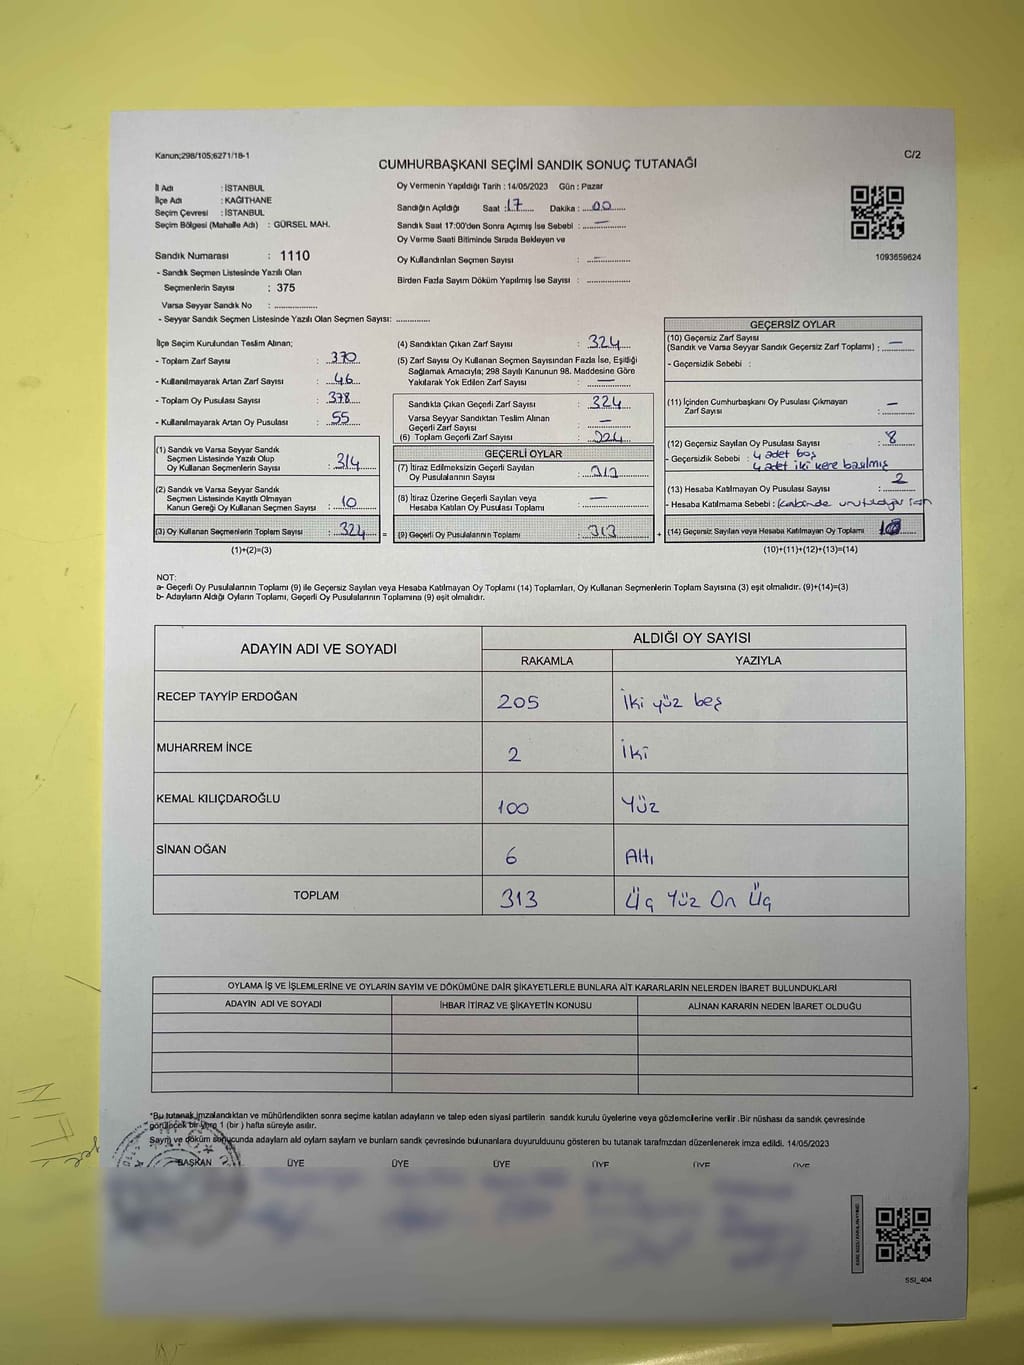 Kanun;298/105;6271/18-1
CUMHURBAŞKANI SEÇİMİ SANDIK SONUÇ TUTANAĞI
C/2
İl Adı : İSTANBUL
İlçe Adı : KAĞITHANE
Seçim Çevresi : İSTANBUL
Seçim Bölgesi (Mahalle Adı) : GÜRSEL MAH.
Oy Vermenin Yapıldığı Tarih : 14/05/2023 Gün : Pazar
Sandığın Açıldığı Saat : 17 Dakika : 00
Sandık Saat 17:00'den Sonra Açımış İse Sebebi : —
Oy Verme Saati Bitiminde Sırada Bekleyen ve
Oy Kullandırılan Seçmen Sayısı : —
Birden Fazla Sayım Döküm Yapılmış İse Sayısı :
1093659624
Sandık Numarası : 1110
- Sandık Seçmen Listesinde Yazılı Olan
Seçmenlerin Sayısı : 375
Varsa Seyyar Sandık No :
- Seyyar Sandık Seçmen Listesinde Yazılı Olan Seçmen Sayısı:
İlçe Seçim Kurulundan Teslim Alınan;
- Toplam Zarf Sayısı : 370
- Kullanılmayarak Artan Zarf Sayısı : 46
- Toplam Oy Pusulası Sayısı : 378
- Kullanılmayarak Artan Oy Pusulası : 55
(1) Sandık ve Varsa Seyyar Sandık
Seçmen Listesinde Yazılı Olup
Oy Kullanan Seçmenlerin Sayısı : 314
(2) Sandık ve Varsa Seyyar Sandık
Seçmen Listesinde Kayıtlı Olmayan
Kanun Gereği Oy Kullanan Seçmen Sayısı : 10
(3) Oy Kullanan Seçmenlerin Toplam Sayısı : 324 =
(1)+(2)=(3)
(4) Sandıktan Çıkan Zarf Sayısı : 324
(5) Zarf Sayısı Oy Kullanan Seçmen Sayısından Fazla İse, Eşitliği
Sağlamak Amacıyla; 298 Sayılı Kanunun 98. Maddesine Göre
Yakılarak Yok Edilen Zarf Sayısı : —
Sandıkta Çıkan Geçerli Zarf Sayısı : 324
Varsa Seyyar Sandıktan Teslim Alınan
Geçerli Zarf Sayısı : —
(6) Toplam Geçerli Zarf Sayısı : 324
GEÇERLİ OYLAR
(7) İtiraz Edilmeksizin Geçerli Sayılan
Oy Pusulalarının Sayısı : 313
(8) İtiraz Üzerine Geçerli Sayılan veya
Hesaba Katılan Oy Pusulası Toplamı : —
(9) Geçerli Oy Pusulalarının Toplamı : 313 +
GEÇERSİZ OYLAR
(10) Geçersiz Zarf Sayısı
(Sandık ve Varsa Seyyar Sandık Geçersiz Zarf Toplamı) : —
- Geçersizlik Sebebi :
(11) İçinden Cumhurbaşkanı Oy Pusulası Çıkmayan
Zarf Sayısı : —
(12) Geçersiz Sayılan Oy Pusulası Sayısı : 8
- Geçersizlik Sebebi : 4 adet boş
4 adet iki kere basılmış
(13) Hesaba Katılmayan Oy Pusulası Sayısı : 2
- Hesaba Katılmama Sebebi : Kabinde
(14) Geçersiz Sayılan veya Hesaba Katılmayan Oy Toplamı
(10)+(11)+(12)+(13)=(14)
NOT:
a- Geçerli Oy Pusulalarının Toplamı (9) ile Geçersiz Sayılan veya Hesaba Katılmayan Oy Toplamı (14) Toplamları, Oy Kullanan Seçmenlerin Toplam Sayısına (3) eşit olmalıdır. (9)+(14)=(3)
b- Adayların Aldığı Oyların Toplamı, Geçerli Oy Pusulalarının Toplamına (9) eşit olmalıdır.
ADAYIN ADI VE SOYADI
ALDIĞI OY SAYISI
RAKAMLA YAZIYLA
RECEP TAYYİP ERDOĞAN 205 İki yüz beş
MUHARREM İNCE 2 İki
KEMAL KILIÇDAROĞLU 100 Yüz
SİNAN OĞAN 6 Altı
TOPLAM 313 Üç Yüz On Üç
OYLAMA İŞ VE İŞLEMLERİNE VE OYLARIN SAYIM VE DÖKÜMÜNE DAİR ŞİKAYETLERLE BUNLARA AİT KARARLARIN NELERDEN İBARET BULUNDUKLARI
ADAYIN ADI VE SOYADI İHBAR İTİRAZ VE ŞİKAYETİN KONUSU ALINAN KARARIN NEDEN İBARET OLDUĞU
*Bu tutanak imzalandıktan ve mühürlendikten sonra seçime katılan adayların ve talep eden siyasi partilerin sandık kurulu üyelerine veya gözlemcilerine verilir .Bir nüshası da sandık çevresinde
görülecek bir yere 1 (bir ) hafta süreyle asılır.
Sayım ve döküm sonucunda adayların aldı oyların sayların ve bunların sandık çevresinde bulunanlara duyurulduunu gösteren bu tutanak tarafımzdan düzenlenerek imza edildi. 14/05/2023
BAŞKAN ÜYE ÜYE ÜYE ÜYE ÜYE ÜYE
SSI_404